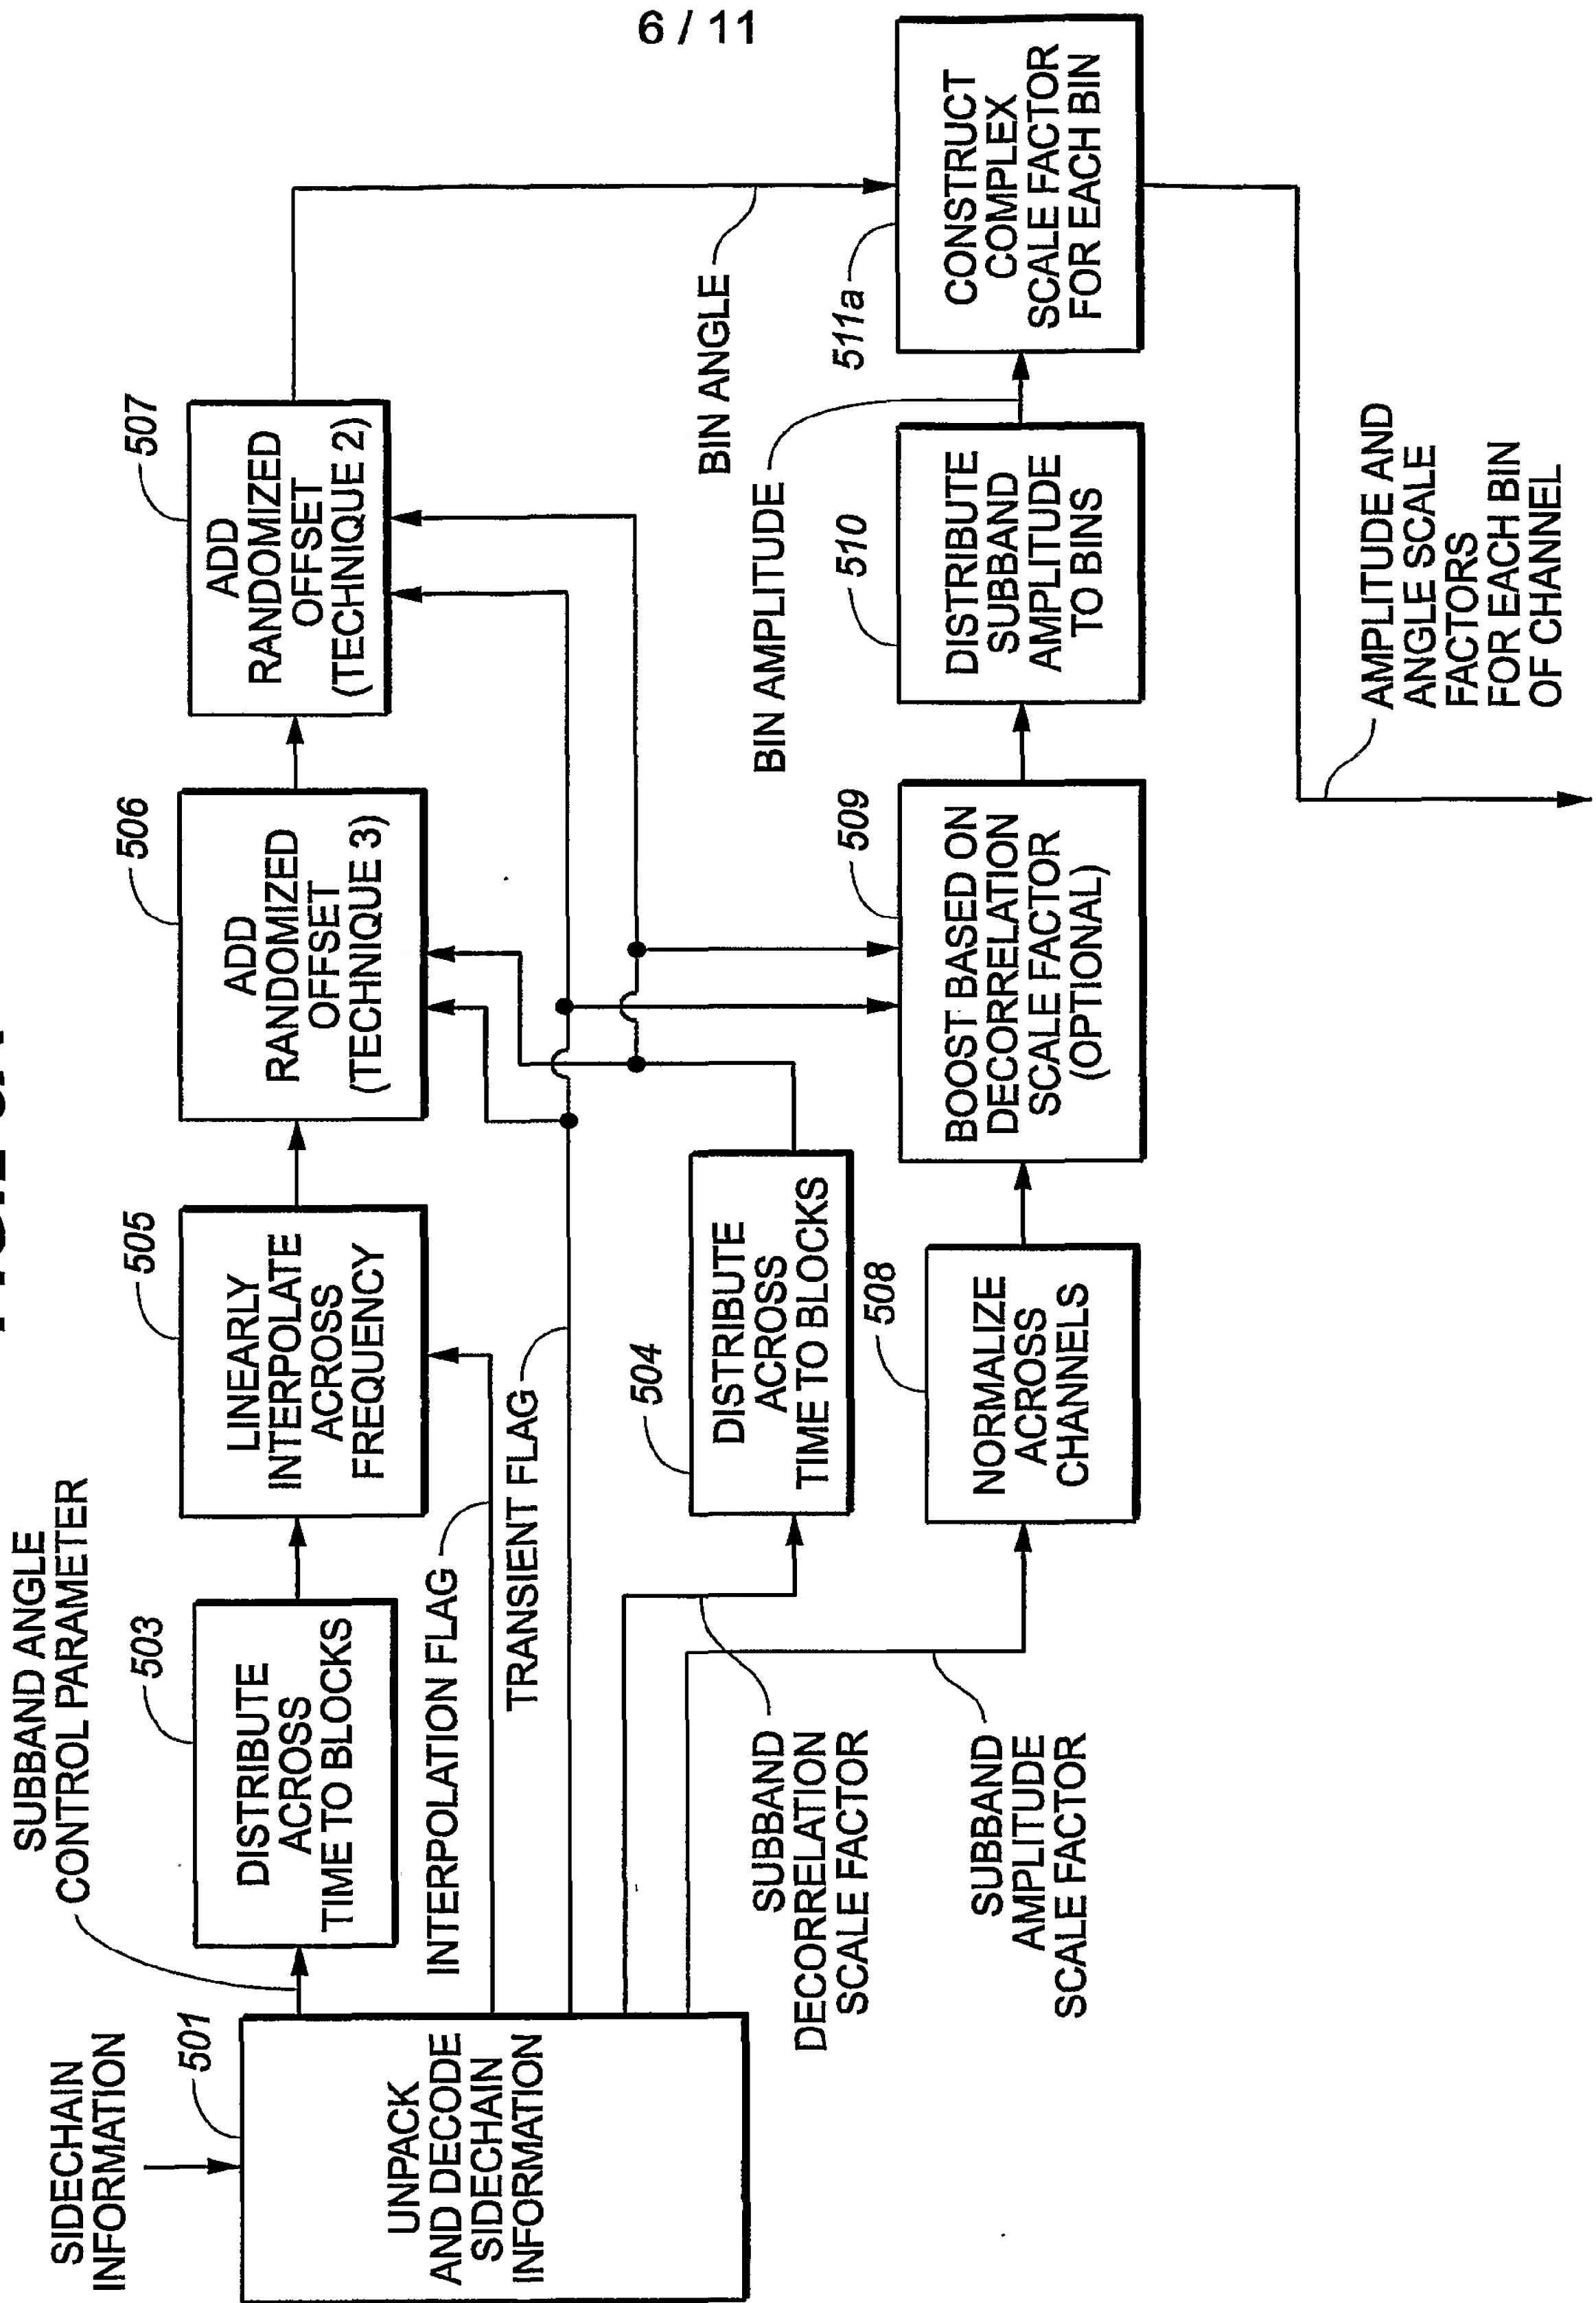 6 / 11
SIDECHAIN
INFORMATION
501
UNPACK
AND DECODE
SIDECHAIN
INFORMATION
SUBBAND ANGLE
CONTROL PARAMETER
503
DISTRIBUTE
ACROSS
TIME TO BLOCKS
505
LINEARLY
INTERPOLATE
ACROSS
FREQUENCY
506
ADD
RANDOMIZED
OFFSET
(TECHNIQUE 3)
507
ADD
RANDOMIZED
OFFSET
(TECHNIQUE 2)
INTERPOLATION FLAG
TRANSIENT FLAG
504
DISTRIBUTE
ACROSS
TIME TO BLOCKS
SUBBAND
DECORRELATION
SCALE FACTOR
SUBBAND
AMPLITUDE
SCALE FACTOR
508
NORMALIZE
ACROSS
CHANNELS
509
BOOST BASED ON
DECORRELATION
SCALE FACTOR
(OPTIONAL)
510
DISTRIBUTE
SUBBAND
AMPLITUDE
TO BINS
BIN AMPLITUDE
BIN ANGLE
511a
CONSTRUCT
COMPLEX
SCALE FACTOR
FOR EACH BIN
AMPLITUDE AND
ANGLE SCALE
FACTORS
FOR EACH BIN
OF CHANNEL